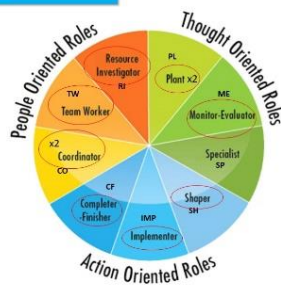 People Oriented Roles
Thought Oriented Roles
Resource
Investigator
RI
PL
Plant x2
TW
Team Worker
ME
Monitor-Evaluator
x2
Coordinator
CO
Specialist
SP
CF
Completer
-Finisher
IMP
Implementer
Shaper
SH
Action Oriented Roles